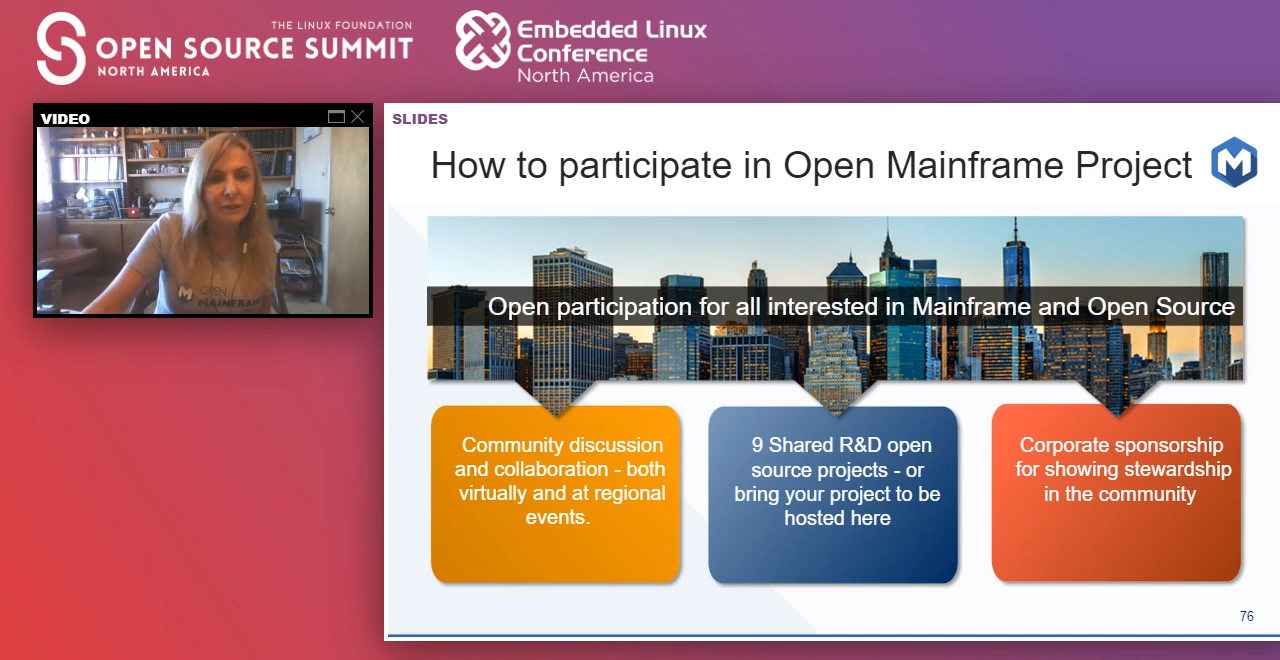 THE LINUX FOUNDATION
OPEN SOURCE SUMMIT
NORTH AMERICA
Embedded Linux
Conference
North America
VIDEO
OPEN
MAINFRAM
SLIDES
How to participate in Open Mainframe Project
M
Open participation for all interested in Mainframe and Open Source
Community discussion
and collaboration - both
virtually and at regional
events.
9 Shared R&D open
source projects - or
bring your project to be
hosted here
Corporate sponsorship
for showing stewardship
in the community
76